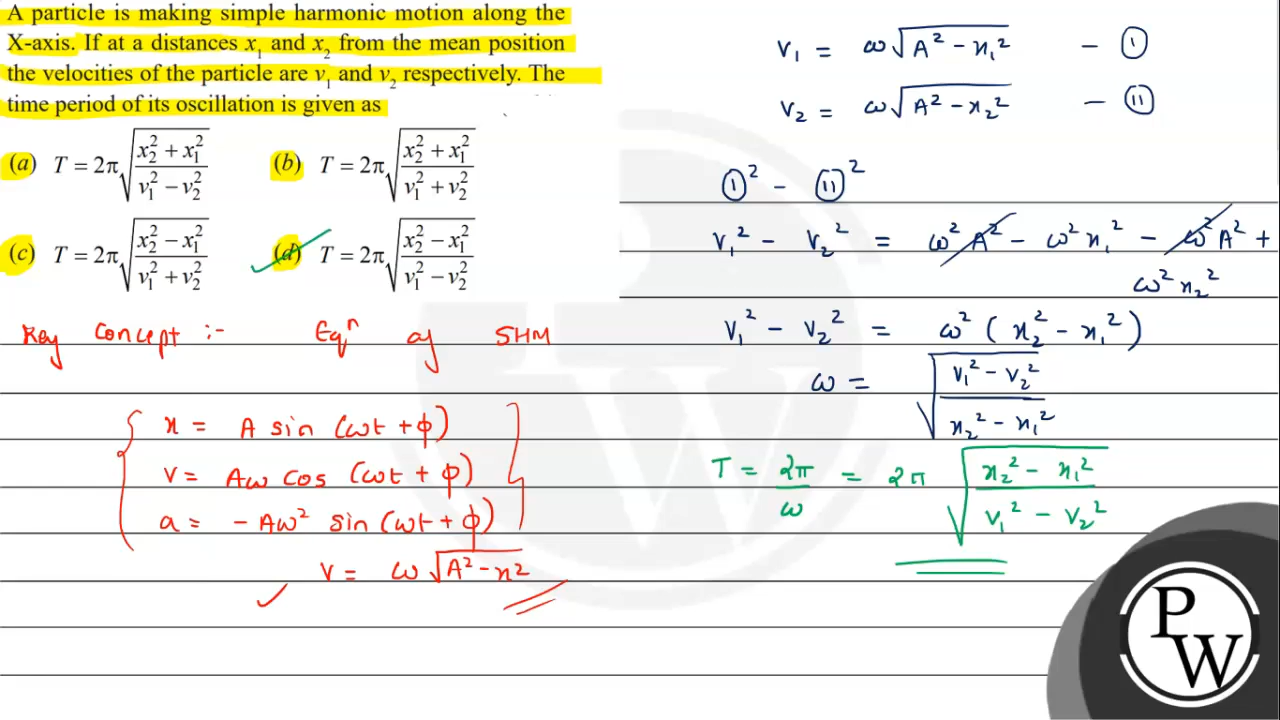 A particle is making simple harmonic motion along the
X-axis. If at a distances x₁ and x₂ from the mean position
the velocities of the particle are v₁ and v₂ respectively. The
time period of its oscillation is given as
(a) T = 2π√((x₂² + x₁²)/(v₁² − v₂²)) (b) T = 2π√((x₂² + x₁²)/(v₁² + v₂²))
(c) T = 2π√((x₂² − x₁²)/(v₁² + v₂²)) (d) T = 2π√((x₂² − x₁²)/(v₁² − v₂²))
Key concept :- Eqⁿ of SHM
x = A sin (ωt + φ)
v = Aω cos (ωt + φ)
a = − Aω² sin (ωt + φ)
v = ω√(A² − x²)
v₁ = ω√(A² − x₁²) − Ⓘ
v₂ = ω√(A² − x₂²) − (II)
Ⓘ² − (II)²
v₁² − v₂² = ω²A² − ω²x₁² − ω²A² +
ω²x₂²
v₁² − v₂² = ω² (x₂² − x₁²)
ω = √((v₁² − v₂²)/(x₂² − x₁²))
T = 2π/ω = 2π √((x₂² − x₁²)/(v₁² − v₂²))
PW